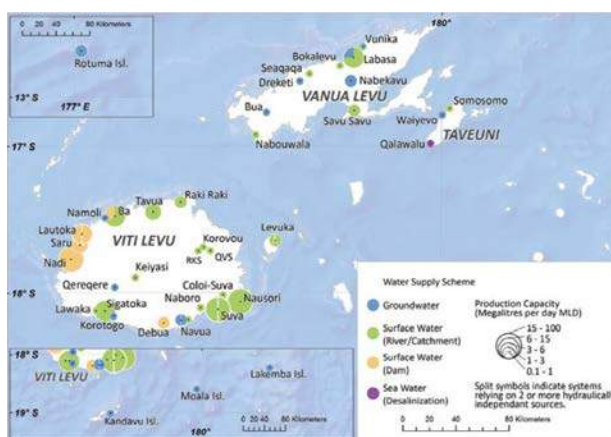 0 20 40 80 Kilometers
Rotuma Isl.
177° E
13° S
180°
Vunika
Bokalevu
Labasa
Seaqaqa
Dreketi
Nabekavu
VANUA LEVU
Bua
Savu Savu
Somosomo
Waiyevo
TAVEUNI
Nabouwala
Qalawalu
17° S
Raki Raki
Tavua
Namoli
Ba
Lautoka
Saru
Levuka
VITI LEVU
Korovou
Nadi
RKS
QVS
Keiyasi
Qereqere
Coloi-Suva
18° S
Naboro
Nausori
Lawaka
Sigatoka
Suva
Korotogo
Debua
Navua
18° S
VITI LEVU
Lakemba Isl.
Moala Isl.
19° S
Kandavu Isl.
180°
0 20 40 80 Kilometers
Water Supply Scheme
Groundwater
Surface Water
(River/Catchment)
Surface Water
(Dam)
Sea Water
(Desalinization)
Production Capacity
(Megalitres per day MLD)
15 - 100
6 - 15
3 - 6
1 - 3
0.1 - 1
Split symbols indicate systems
relying on 2 or more hydraulically
independant sources.
0 20 40 80 Kilometers